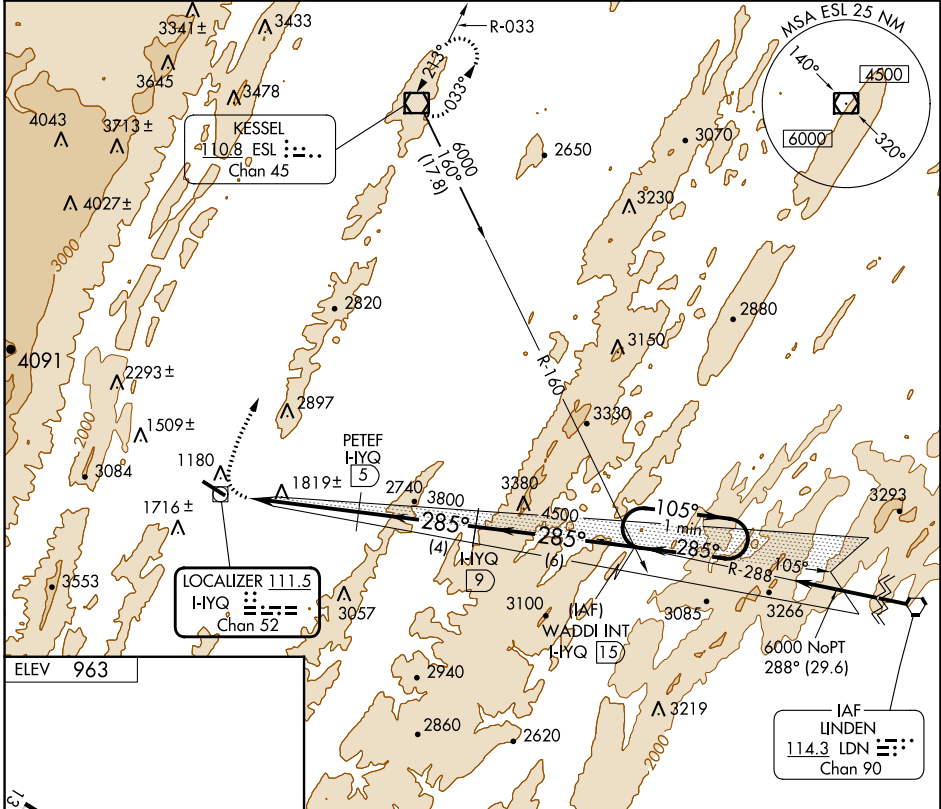 3341±
3433
R-033
MSA ESL 25 NM
3645
213°
033°
140°
4500
3478
4043
3713±
KESSEL
110.8 ESL
Chan 45
6000
160°
(17.8)
2650
3070
6000
320°
4027±
3230
3000
2820
2880
4091
3150
R-160
2293±
2897
2000
1509±
3330
PETEF
I-IYQ
5
3084
1180
1819±
2740
3800
3380
4500
105°
1 min
3293
1716±
285°
285°
285°
(4)
(6)
R-288
105°
I-IYQ
9
LOCALIZER 111.5
I-IYQ
Chan 52
3553
3057
3100
(IAF)
WADDI INT
I-IYQ 15
3085
3266
6000 NoPT
288° (29.6)
ELEV 963
2940
3219
IAF
LINDEN
114.3 LDN
Chan 90
2860
2620
2000
13